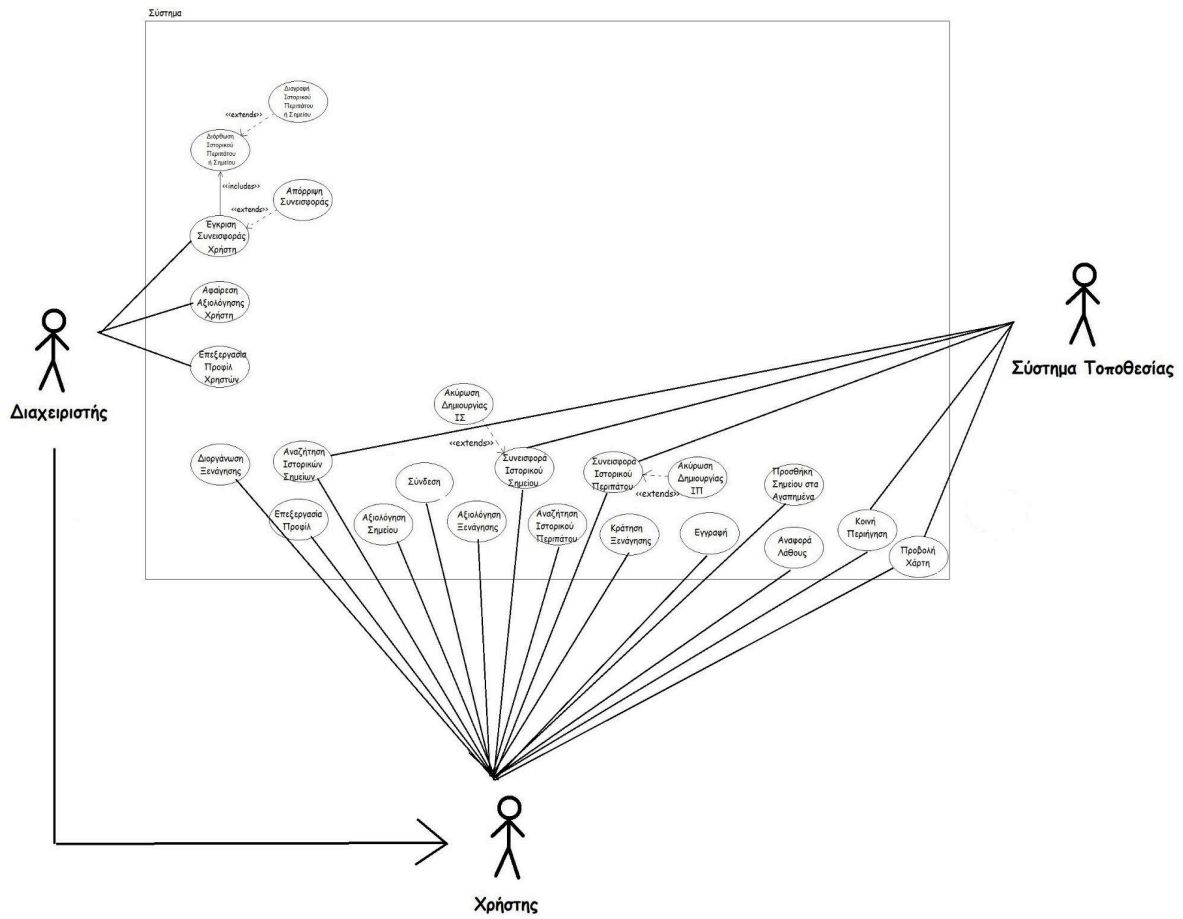 Σύστημα
Διαγραφή
Ιστορικού
Περιπάτου
ή Σημείου
<<extends>>
Διόρθωση
Ιστορικού
Περιπάτου
ή Σημείου
<<includes>>
Απόρριψη
Συνεισφοράς
<<extends>>
Έγκριση
Συνεισφοράς
Χρήστη
Αφαίρεση
Αξιολόγησης
Χρήστη
Επεξεργασία
Προφίλ
Χρηστών
Διαχειριστής
Σύστημα Τοποθεσίας
Ακύρωση
Δημιουργίας
ΙΣ
<<extends>>
Διοργάνωση
Ξενάγησης
Αναζήτηση
Ιστορικών
Σημείων
Σύνδεση
Συνεισφορά
Ιστορικού
Σημείου
Συνεισφορά
Ιστορικού
Περιπάτου
<<extends>>
Ακύρωση
Δημιουργίας
ΙΠ
Προσθήκη
Σημείου στα
Αγαπημένα
Επεξεργασία
Προφίλ
Αξιολόγηση
Σημείου
Αξιολόγηση
Ξενάγησης
Αναζήτηση
Ιστορικού
Περιπάτου
Κράτηση
Ξενάγησης
Εγγραφή
Αναφορά
Λάθους
Κοινή
Περιήγηση
Προβολή
Χάρτη
Χρήστης